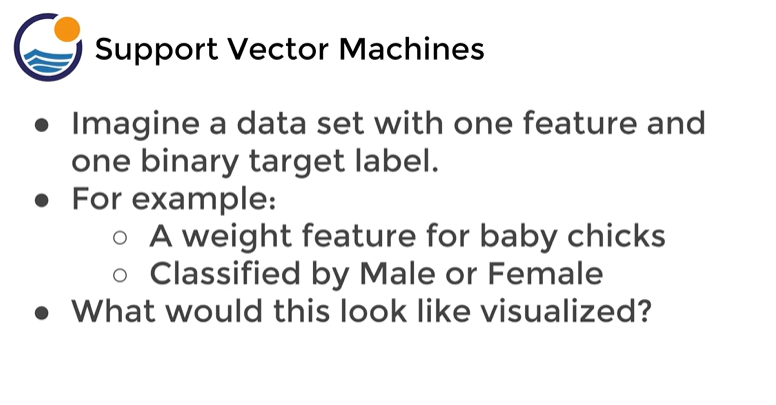 Support Vector Machines
● Imagine a data set with one feature and
one binary target label.
● For example:
○ A weight feature for baby chicks
○ Classified by Male or Female
● What would this look like visualized?